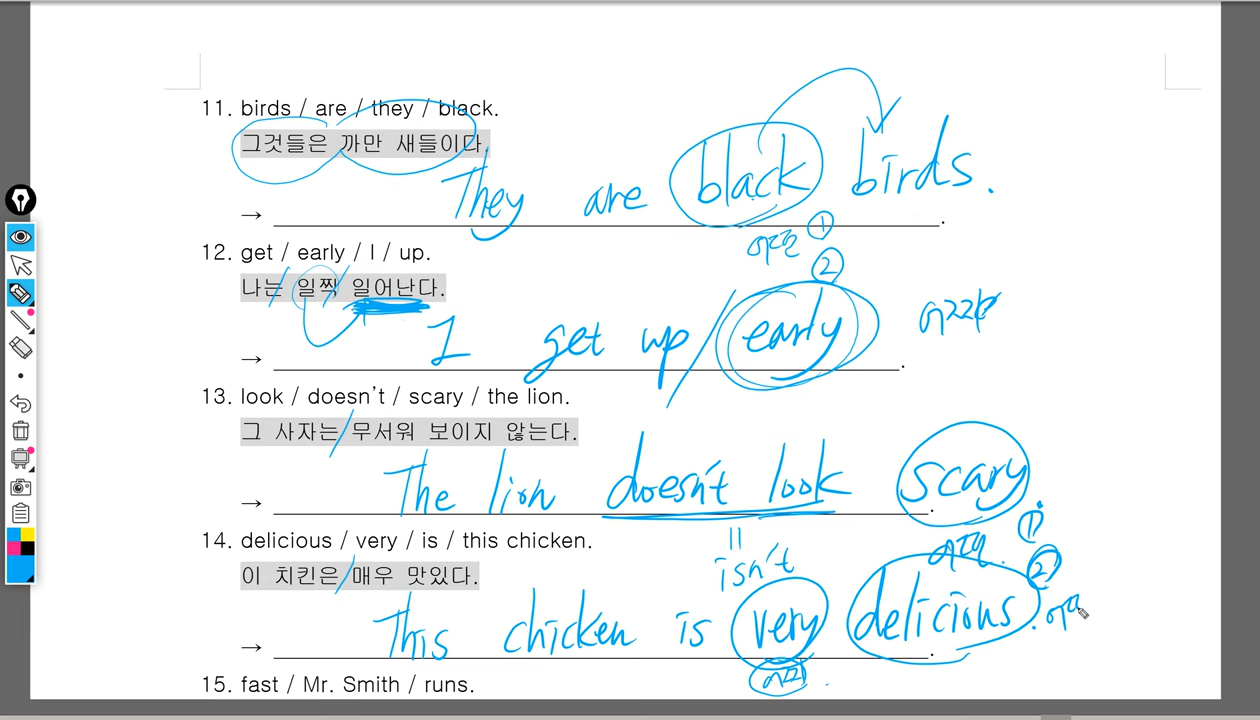 11. birds / are / they / black.
그것들은 까만 새들이다.
They are black birds.
→ .
①
12. get / early / I / up.
②
나는 일찍 일어난다.
I get up / early
→ .
13. look / doesn't / scary / the lion.
그 사자는 무서워 보이지 않는다.
The lion doesn't look scary.
→ .
①
14. delicious / very / is / this chicken.
isn't
②
이 치킨은 매우 맛있다.
This chicken is very delicious.
→ .
15. fast / Mr. Smith / runs.